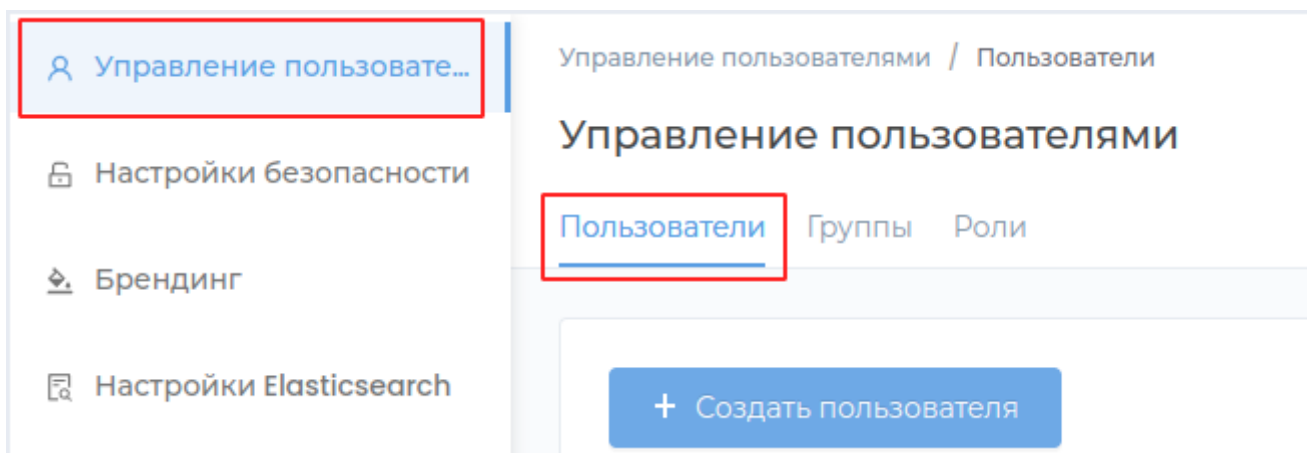 Управление пользовате...
Настройки безопасности
Брендинг
Настройки Elasticsearch
Управление пользователями / Пользователи
Управление пользователями
Пользователи Группы Роли
+ Создать пользователя